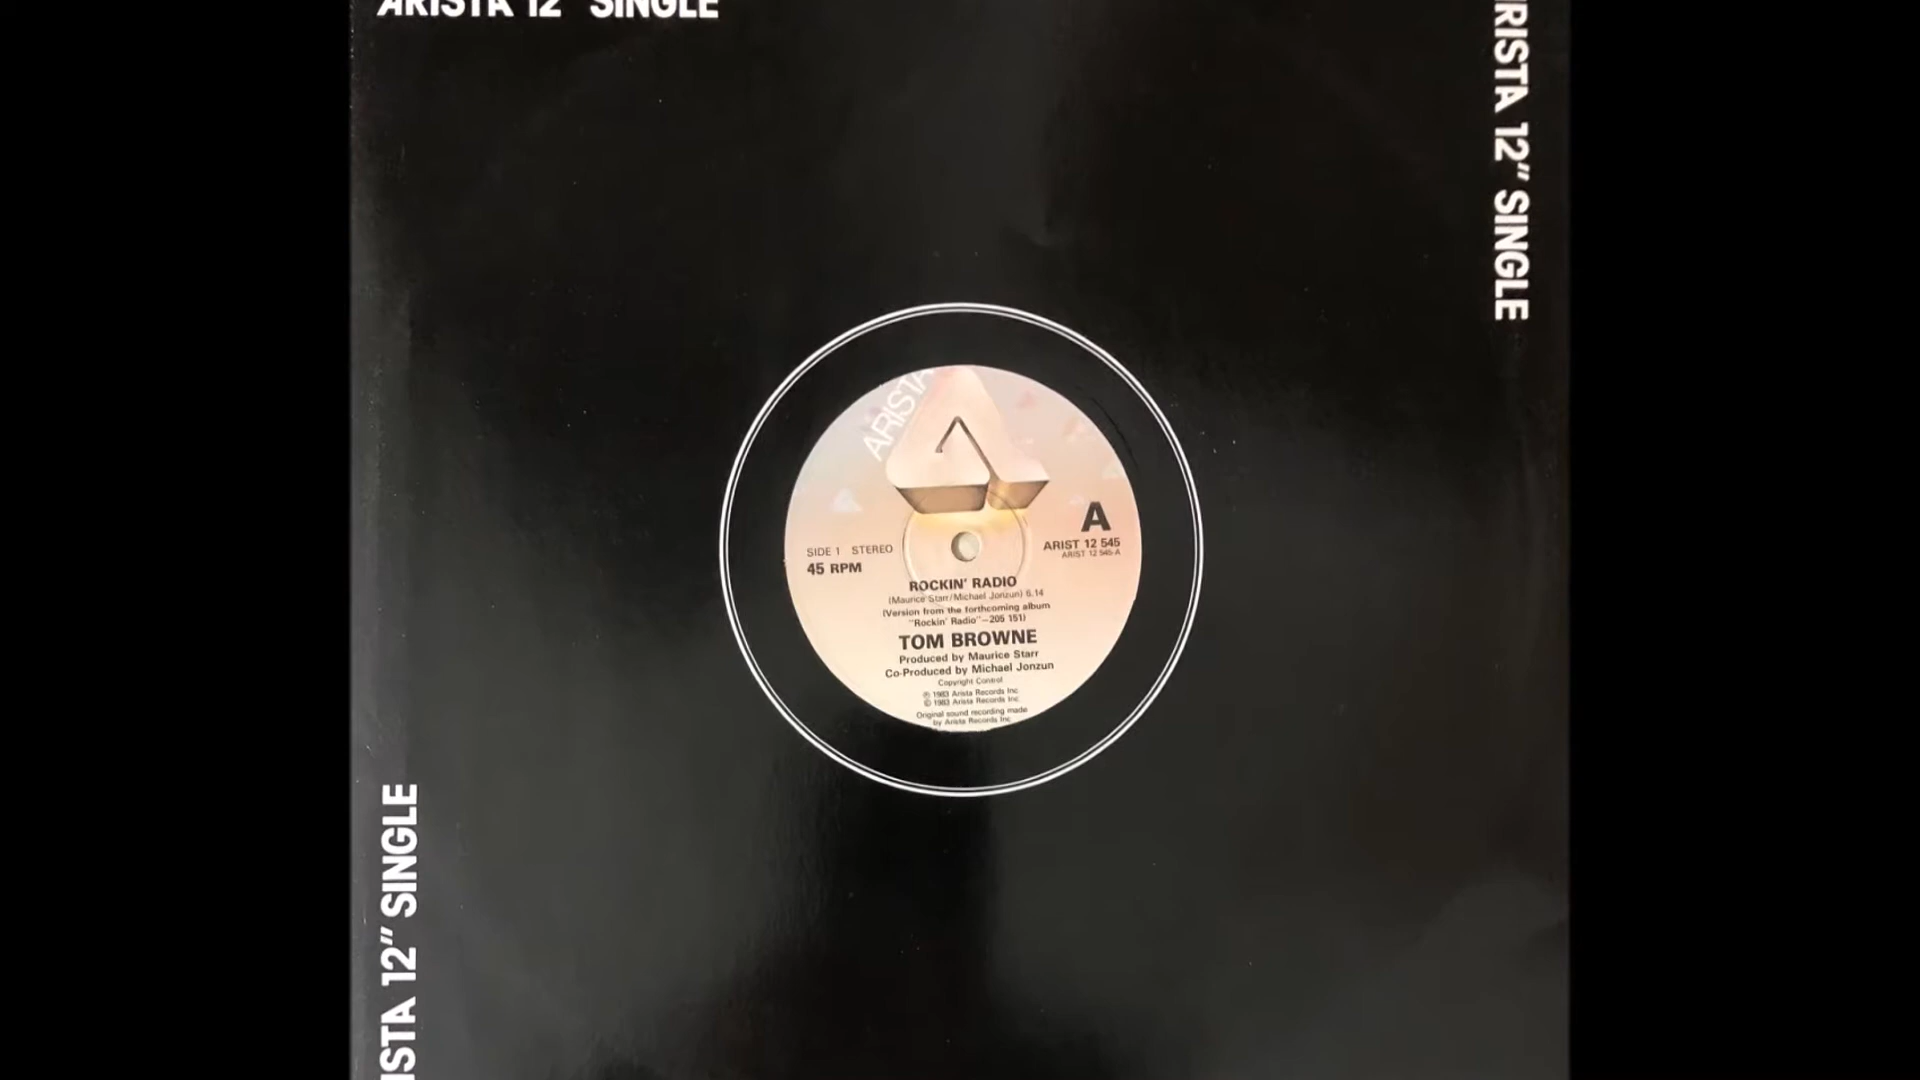 ARISTA 12" SINGLE
ARISTA 12" SINGLE
ARISTA
A
SIDE 1 STEREO
45 RPM
ARIST 12 545
ARIST 12 545-A
ROCKIN' RADIO
(Maurice Starr/Michael Jonzun) 6.14
(Version from the forthcoming album
"Rockin' Radio"–205 151)
TOM BROWNE
Produced by Maurice Starr
Co-Produced by Michael Jonzun
Copyright Control
℗ 1983 Arista Records Inc
© 1983 Arista Records Inc.
Original sound recording made
by Arista Records Inc
ISTA 12" SINGLE